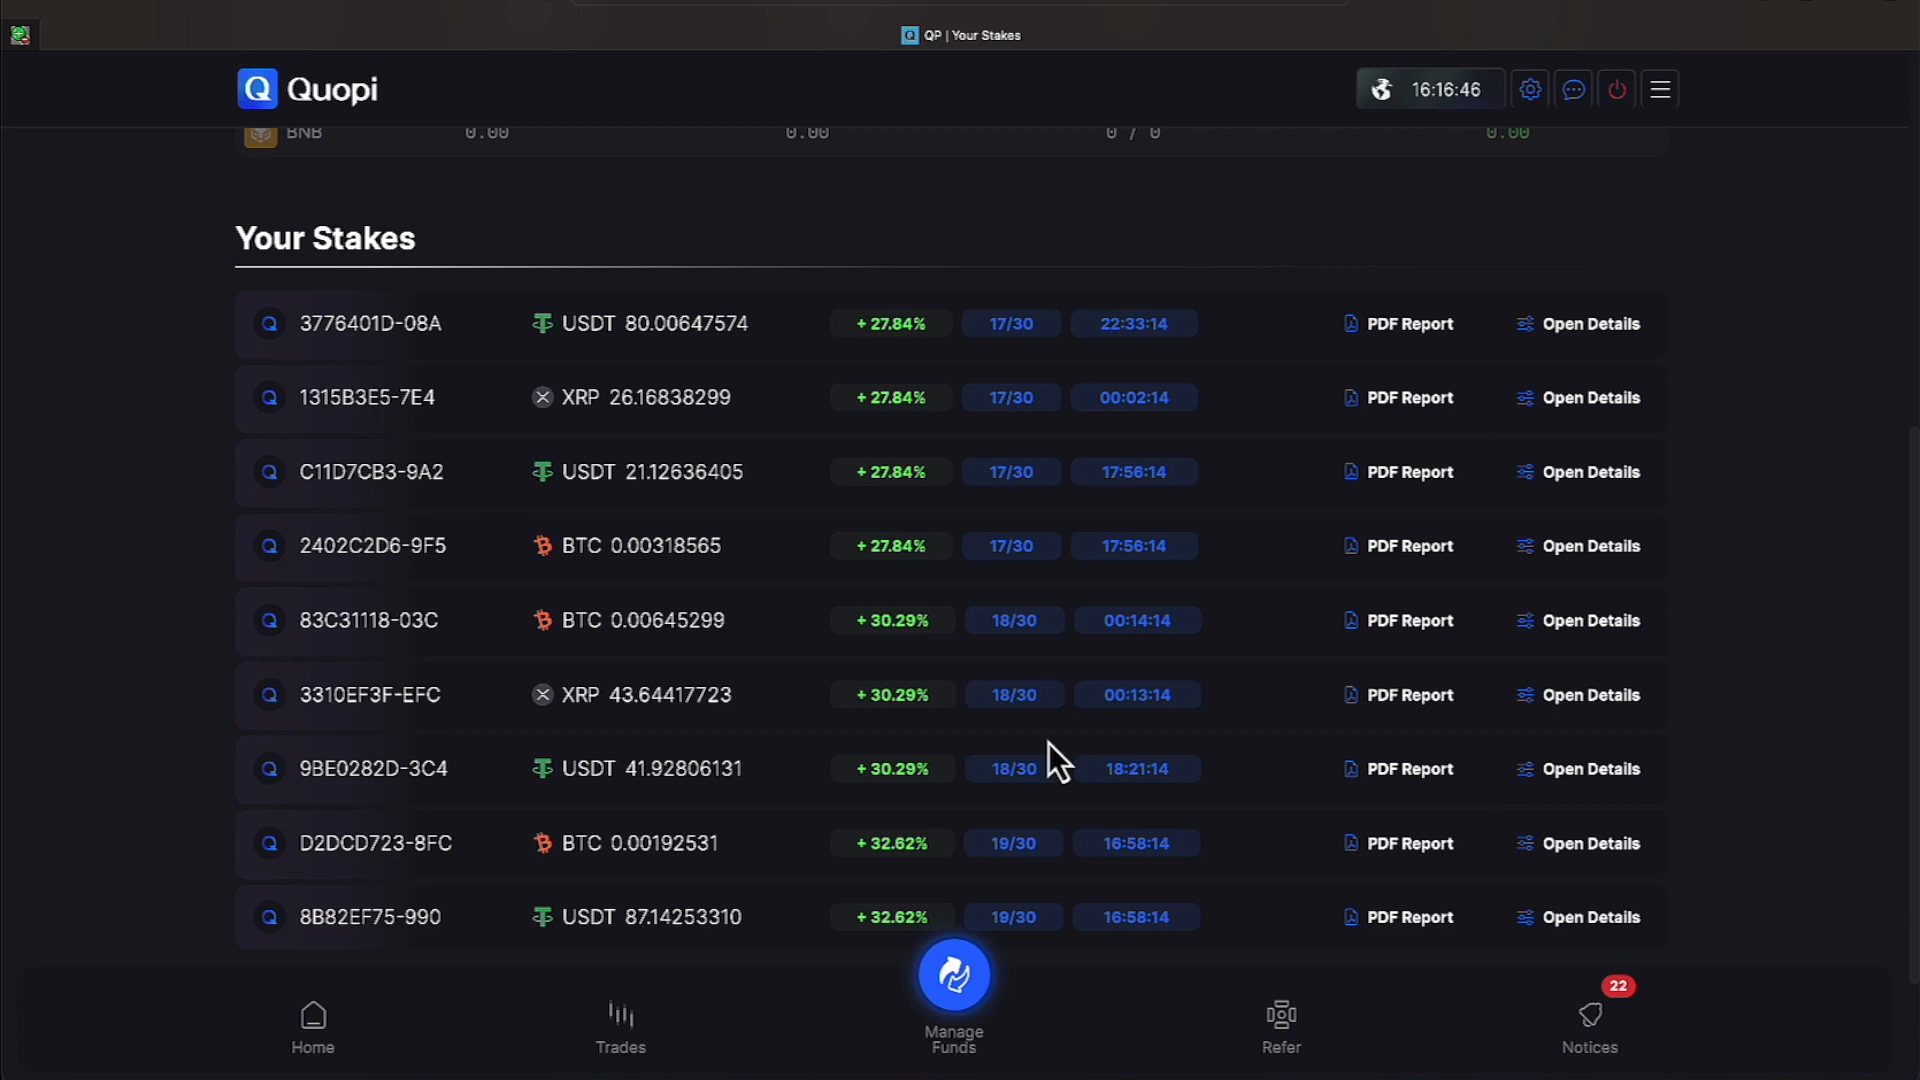 QP | Your Stakes
Quopi
16:16:46
BNB 0.00 0.00 0 / 0 0.00
Your Stakes
3776401D-08A USDT 80.00647574 + 27.84% 17/30 22:33:14 PDF Report Open Details
1315B3E5-7E4 XRP 26.16838299 + 27.84% 17/30 00:02:14 PDF Report Open Details
C11D7CB3-9A2 USDT 21.12636405 + 27.84% 17/30 17:56:14 PDF Report Open Details
2402C2D6-9F5 BTC 0.00318565 + 27.84% 17/30 17:56:14 PDF Report Open Details
83C31118-03C BTC 0.00645299 + 30.29% 18/30 00:14:14 PDF Report Open Details
3310EF3F-EFC XRP 43.64417723 + 30.29% 18/30 00:13:14 PDF Report Open Details
9BE0282D-3C4 USDT 41.92806131 + 30.29% 18/30 18:21:14 PDF Report Open Details
D2DCD723-8FC BTC 0.00192531 + 32.62% 19/30 16:58:14 PDF Report Open Details
8B82EF75-990 USDT 87.14253310 + 32.62% 19/30 16:58:14 PDF Report Open Details
22
Home Trades Manage Funds Refer Notices